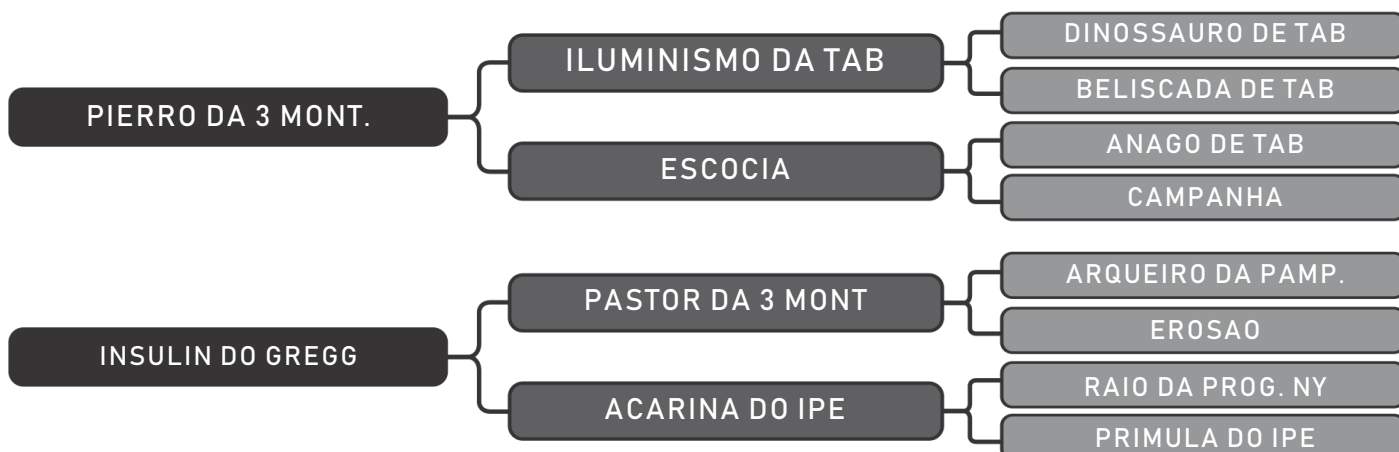 PIERRO DA 3 MONT.
ILUMINISMO DA TAB
DINOSSAURO DE TAB
BELISCADA DE TAB
ESCOCIA
ANAGO DE TAB
CAMPANHA
INSULIN DO GREGG
PASTOR DA 3 MONT
ARQUEIRO DA PAMP.
EROSAO
ACARINA DO IPE
RAIO DA PROG. NY
PRIMULA DO IPE